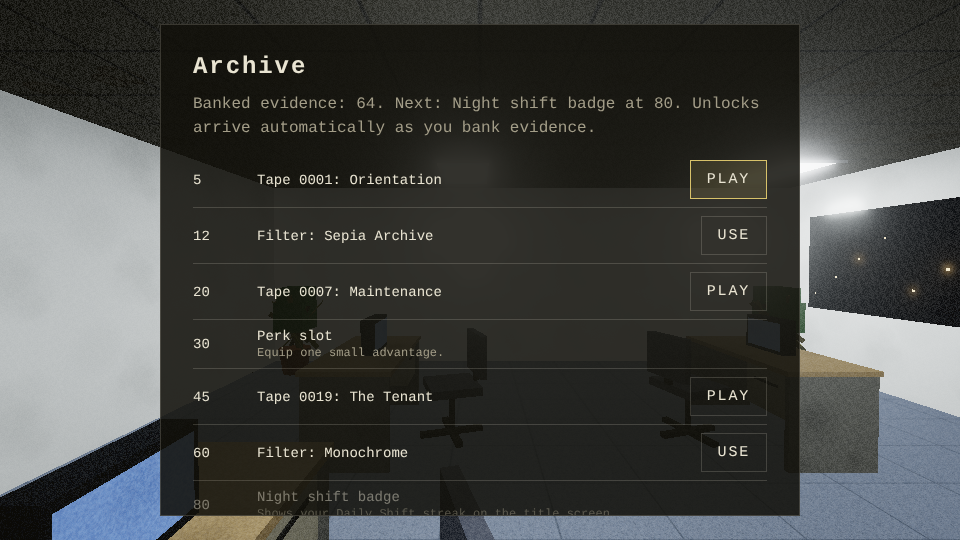 Archive
Banked evidence: 64. Next: Night shift badge at 80. Unlocks
arrive automatically as you bank evidence.
5 Tape 0001: Orientation PLAY
12 Filter: Sepia Archive USE
20 Tape 0007: Maintenance PLAY
30 Perk slot
Equip one small advantage.
45 Tape 0019: The Tenant PLAY
60 Filter: Monochrome USE
80 Night shift badge
Shows your Daily Shift streak on the title screen